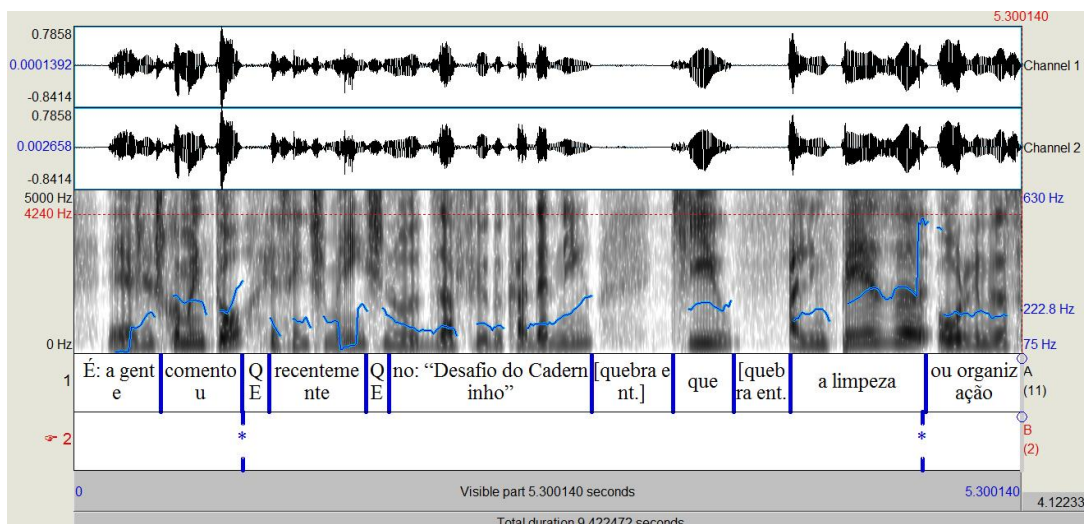 5.300140
0.7858
0.0001392
-0.8414
Channel 1
0.7858
0.002658
-0.8414
Channel 2
5000 Hz
4240 Hz
0 Hz
630 Hz
222.8 Hz
75 Hz
1
É: a gent
e
comento
u
Q
E
recenteme
nte
Q
E
no: “Desafio do Cadern
inho”
[quebra e
nt.]
que
[queb
ra ent.
a limpeza
ou organiz
ação
A
(11)
2
*
*
B
(2)
0
Visible part 5.300140 seconds
5.300140
4.12233
Total duration 9.422472 seconds